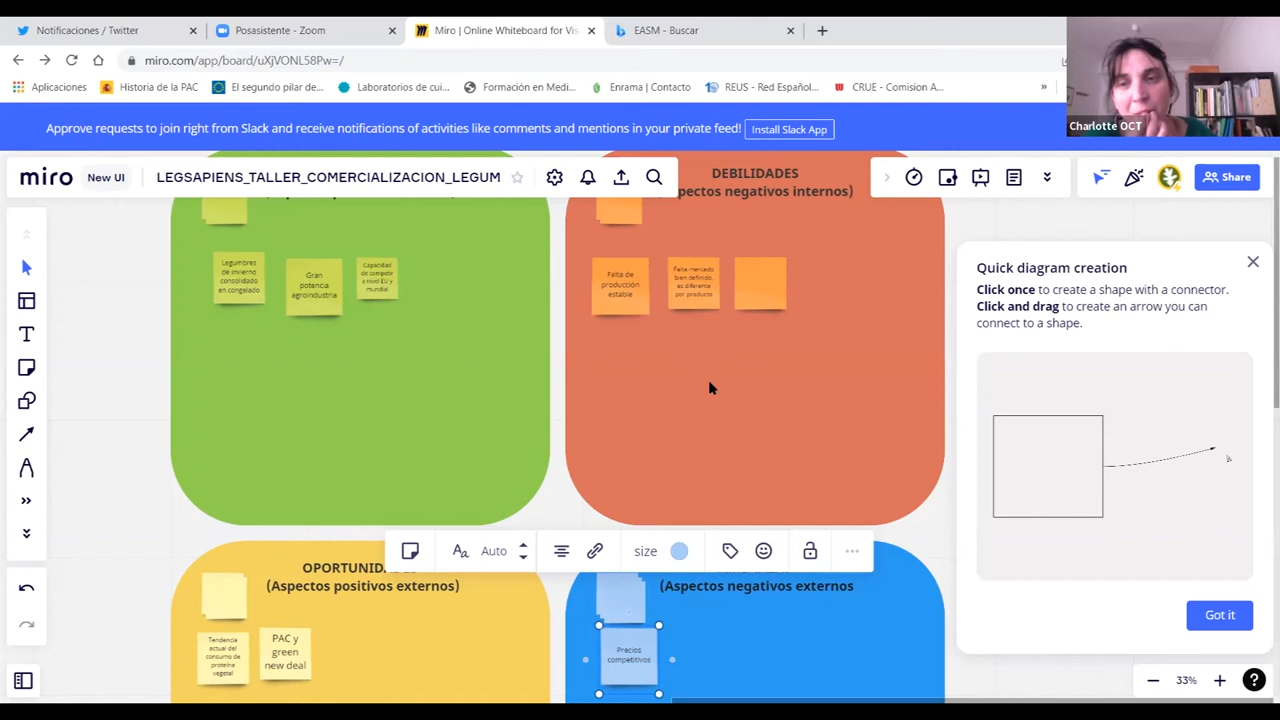 Notificaciones / Twitter
Posasistente - Zoom
Miro | Online Whiteboard for Vis
EASM - Buscar
miro.com/app/board/uXjVONL58Pw=/
Aplicaciones
Historia de la PAC
El segundo pilar de...
Laboratorios de cui...
Formación en Medi...
Enrama | Contacto
REUS - Red Español...
CRUE - Comision A...
Charlotte OCT
Approve requests to join right from Slack and receive notifications of activities like comments and mentions in your private feed!
Install Slack App
miro
New UI
LEGSAPIENS_TALLER_COMERCIALIZACION_LEGUM
Share
DEBILIDADES
pectos negativos internos)
Legumbres
de invierno
consolidado
en congelado
Gran
potencia
agroindustria
Capacidad
de competir
a nivel EU y
mundial
Falta de
producción
estable
Falta mercado
bien definido,
es diferente
por producto
Quick diagram creation
Click once to create a shape with a connector.
Click and drag to create an arrow you can
connect to a shape.
Got it
Auto
size
OPORTUNIDADES
(Aspectos positivos externos)
(Aspectos negativos externos
Tendencia
actual del
consumo de
proteína
vegetal
PAC y
green
new deal
Precios
competitivos
33%